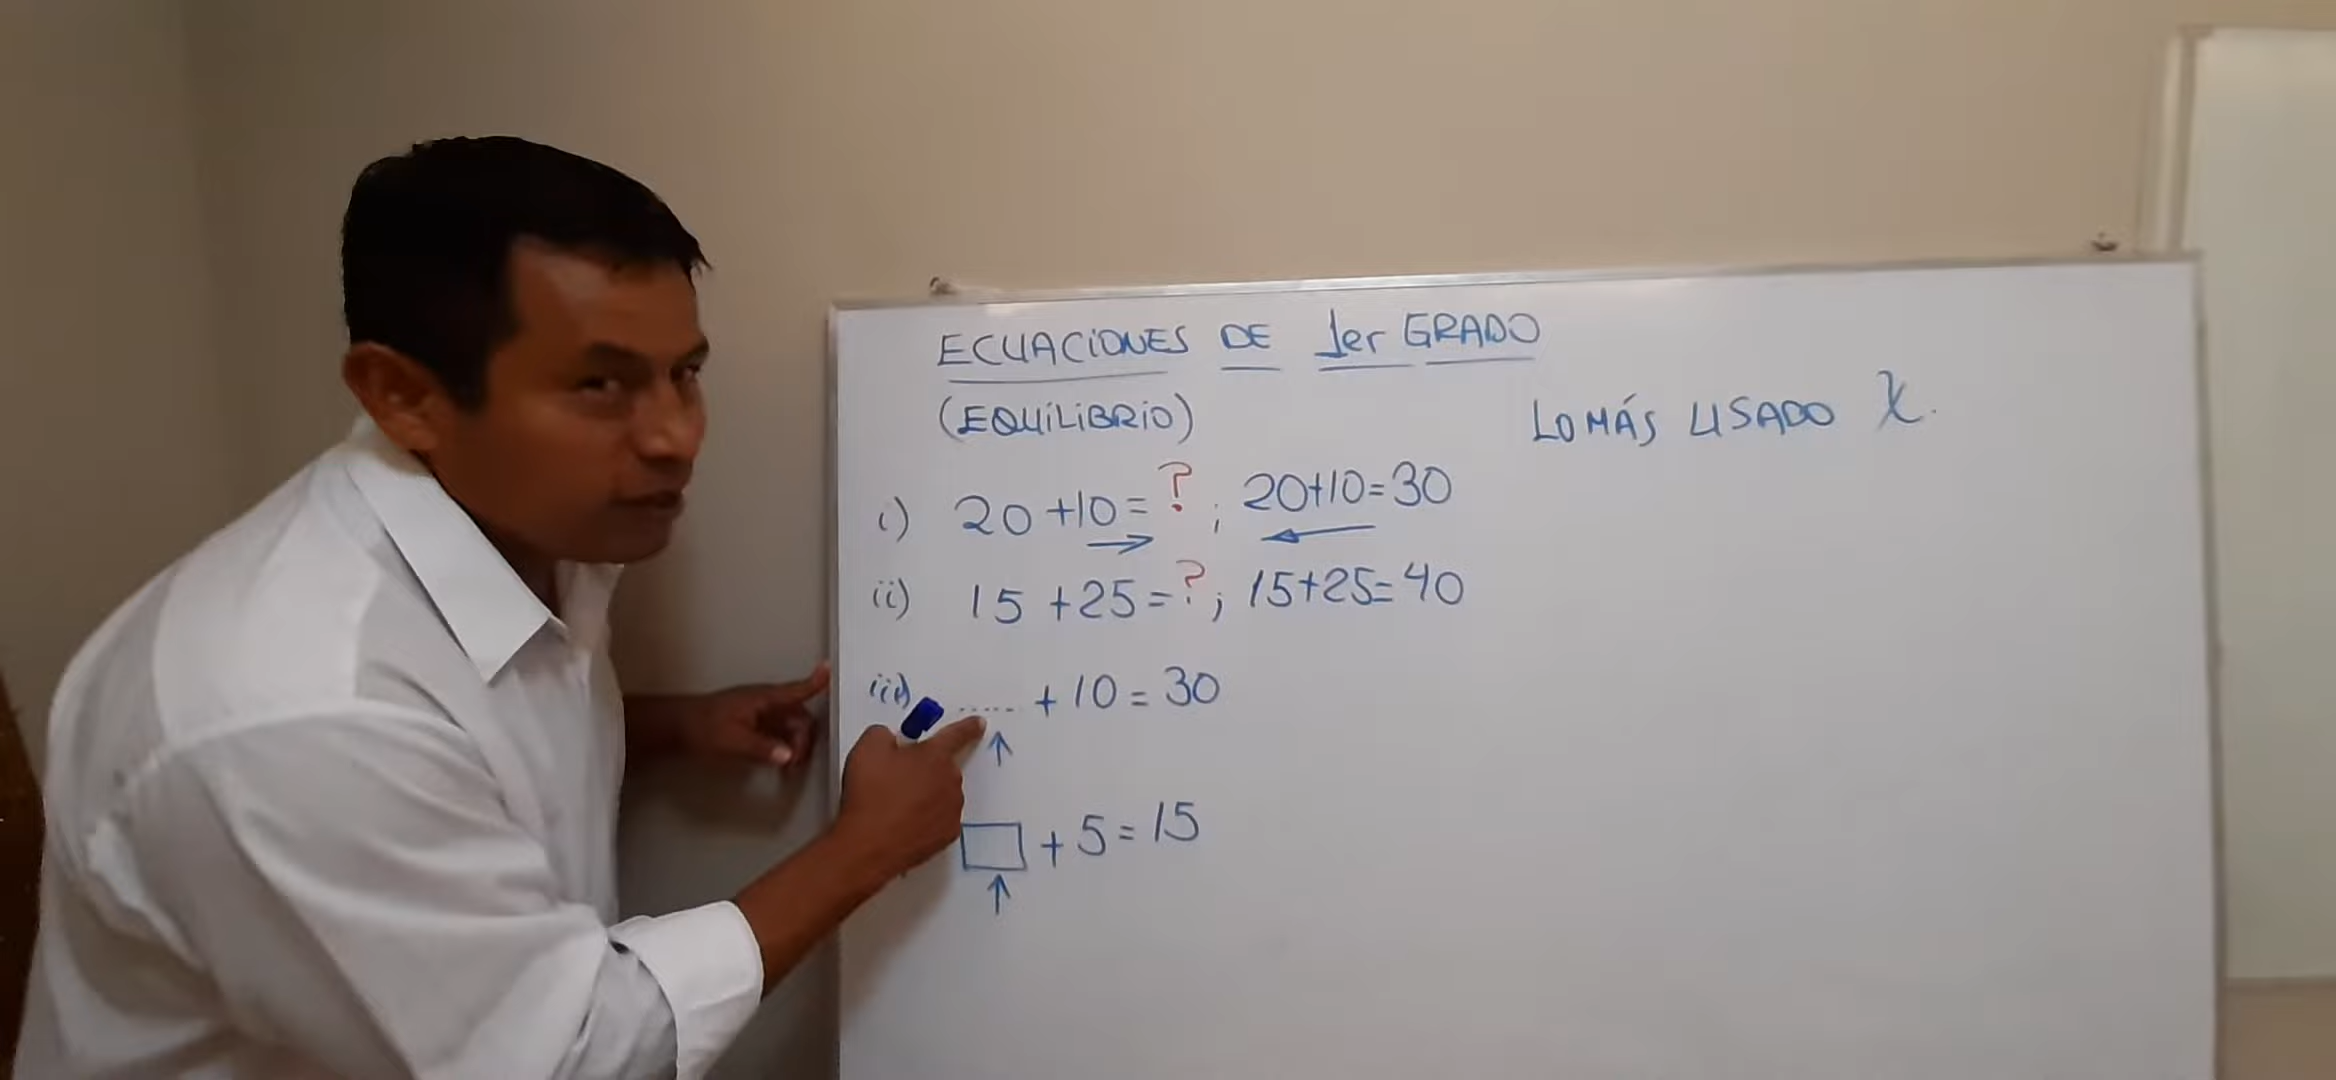 ECUACIONES DE 1er GRADO
(EQUILIBRIO)
LO MÁS USADO X.
i) 20 +10 = ? ; 20+10=30
ii) 15 +25 = ? ; 15+25=40
iii) ..... + 10 = 30
□ + 5 = 15